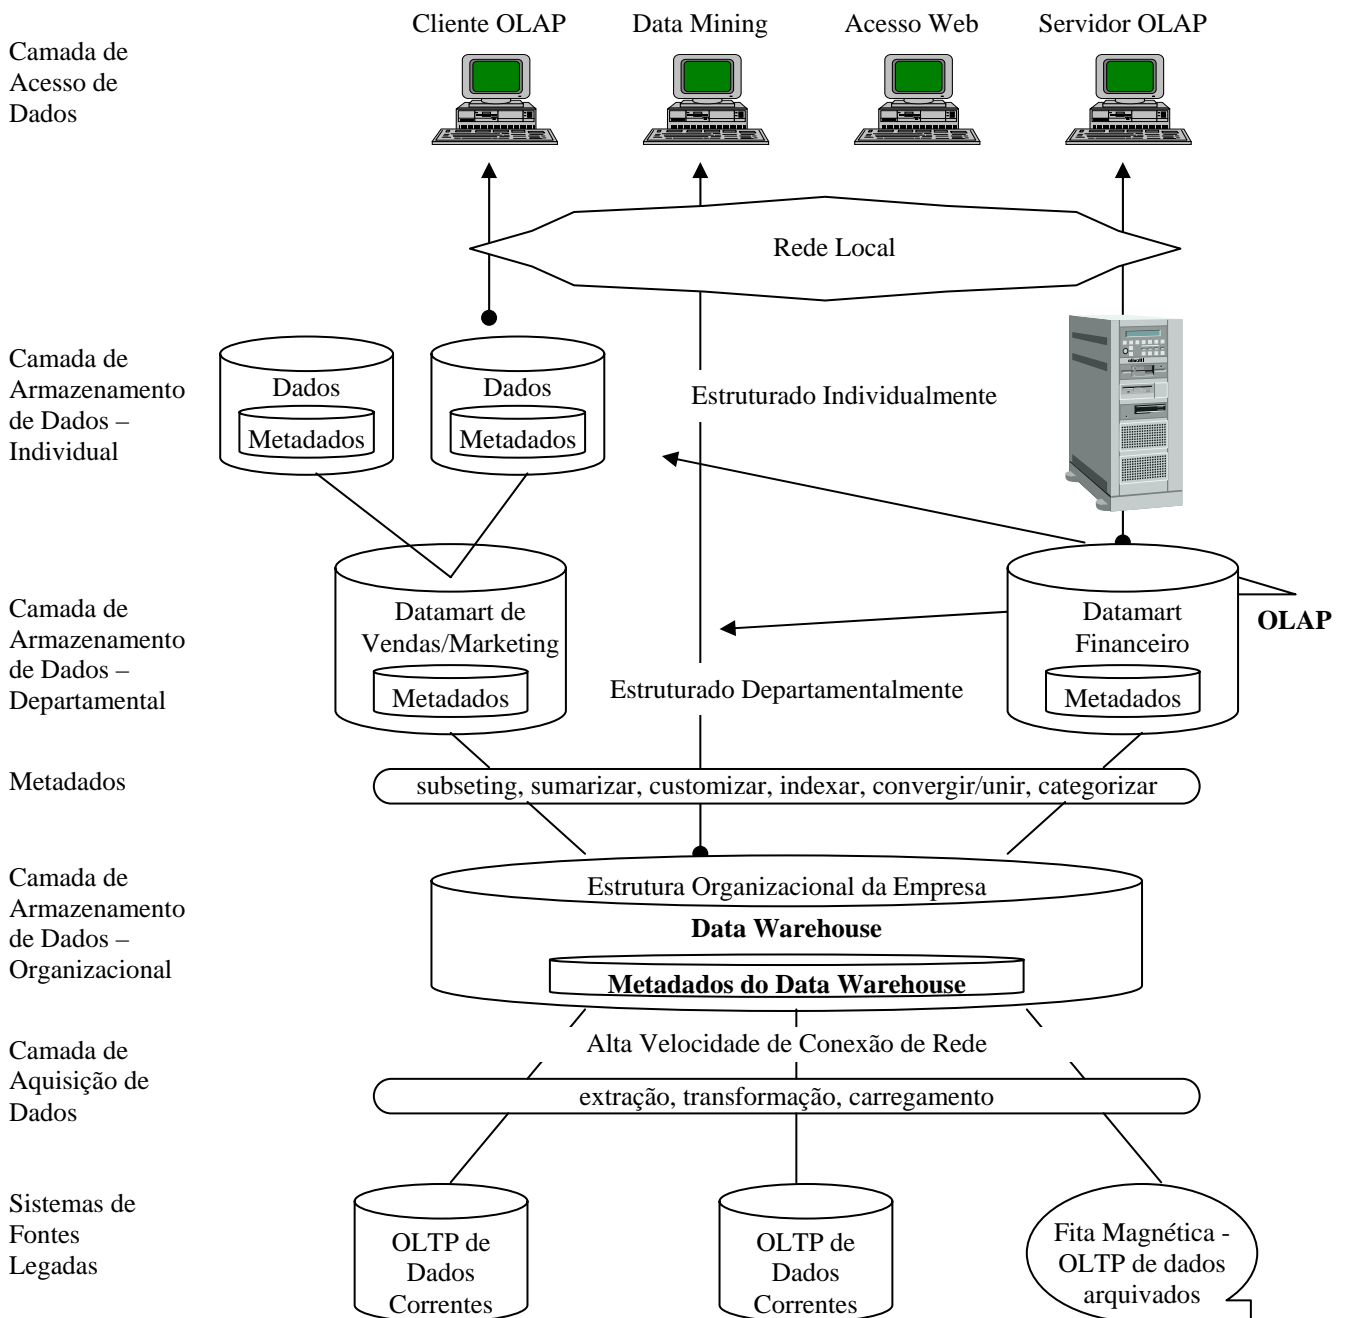 Cliente OLAP
Data Mining
Acesso Web
Servidor OLAP
Camada de
Acesso de
Dados
Rede Local
Camada de
Armazenamento
de Dados –
Individual
Dados
Metadados
Dados
Metadados
Estruturado Individualmente
Camada de
Armazenamento
de Dados –
Departamental
Datamart de
Vendas/Marketing
Metadados
Estruturado Departamentalmente
Datamart
Financeiro
Metadados
OLAP
Metadados
subseting, sumarizar, customizar, indexar, convergir/unir, categorizar
Camada de
Armazenamento
de Dados –
Organizacional
Estrutura Organizacional da Empresa
Data Warehouse
Metadados do Data Warehouse
Camada de
Aquisição de
Dados
Alta Velocidade de Conexão de Rede
extração, transformação, carregamento
Sistemas de
Fontes
Legadas
OLTP de
Dados
Correntes
OLTP de
Dados
Correntes
Fita Magnética -
OLTP de dados
arquivados